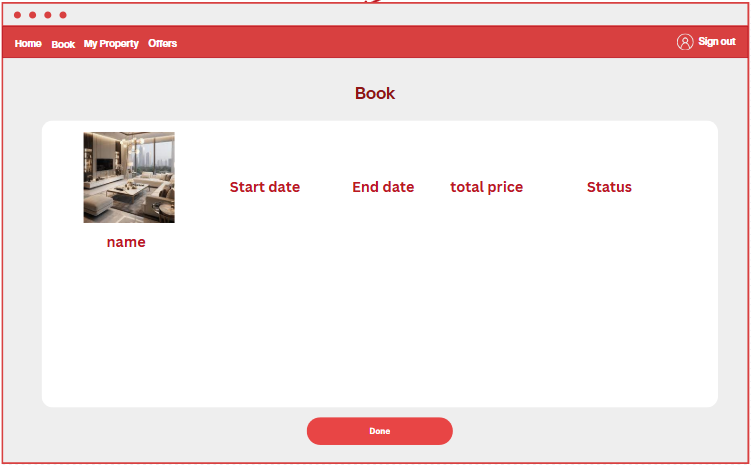 Home Book My Property Offers Sign out
Book
Start date End date total price Status
name
Done